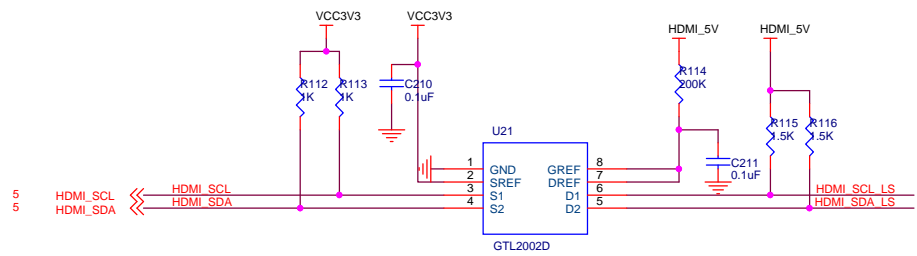 VCC3V3
VCC3V3
HDMI_5V
HDMI_5V
R112
1K
R113
1K
C210
0.1uF
R114
200K
R115
1.5K
R116
1.5K
U21
C211
0.1uF
1
GND
GREF
8
2
SREF
DREF
7
5
HDMI_SCL
HDMI_SCL
3
S1
D1
6
HDMI_SCL_LS
5
HDMI_SDA
HDMI_SDA
4
S2
D2
5
HDMI_SDA_LS
GTL2002D